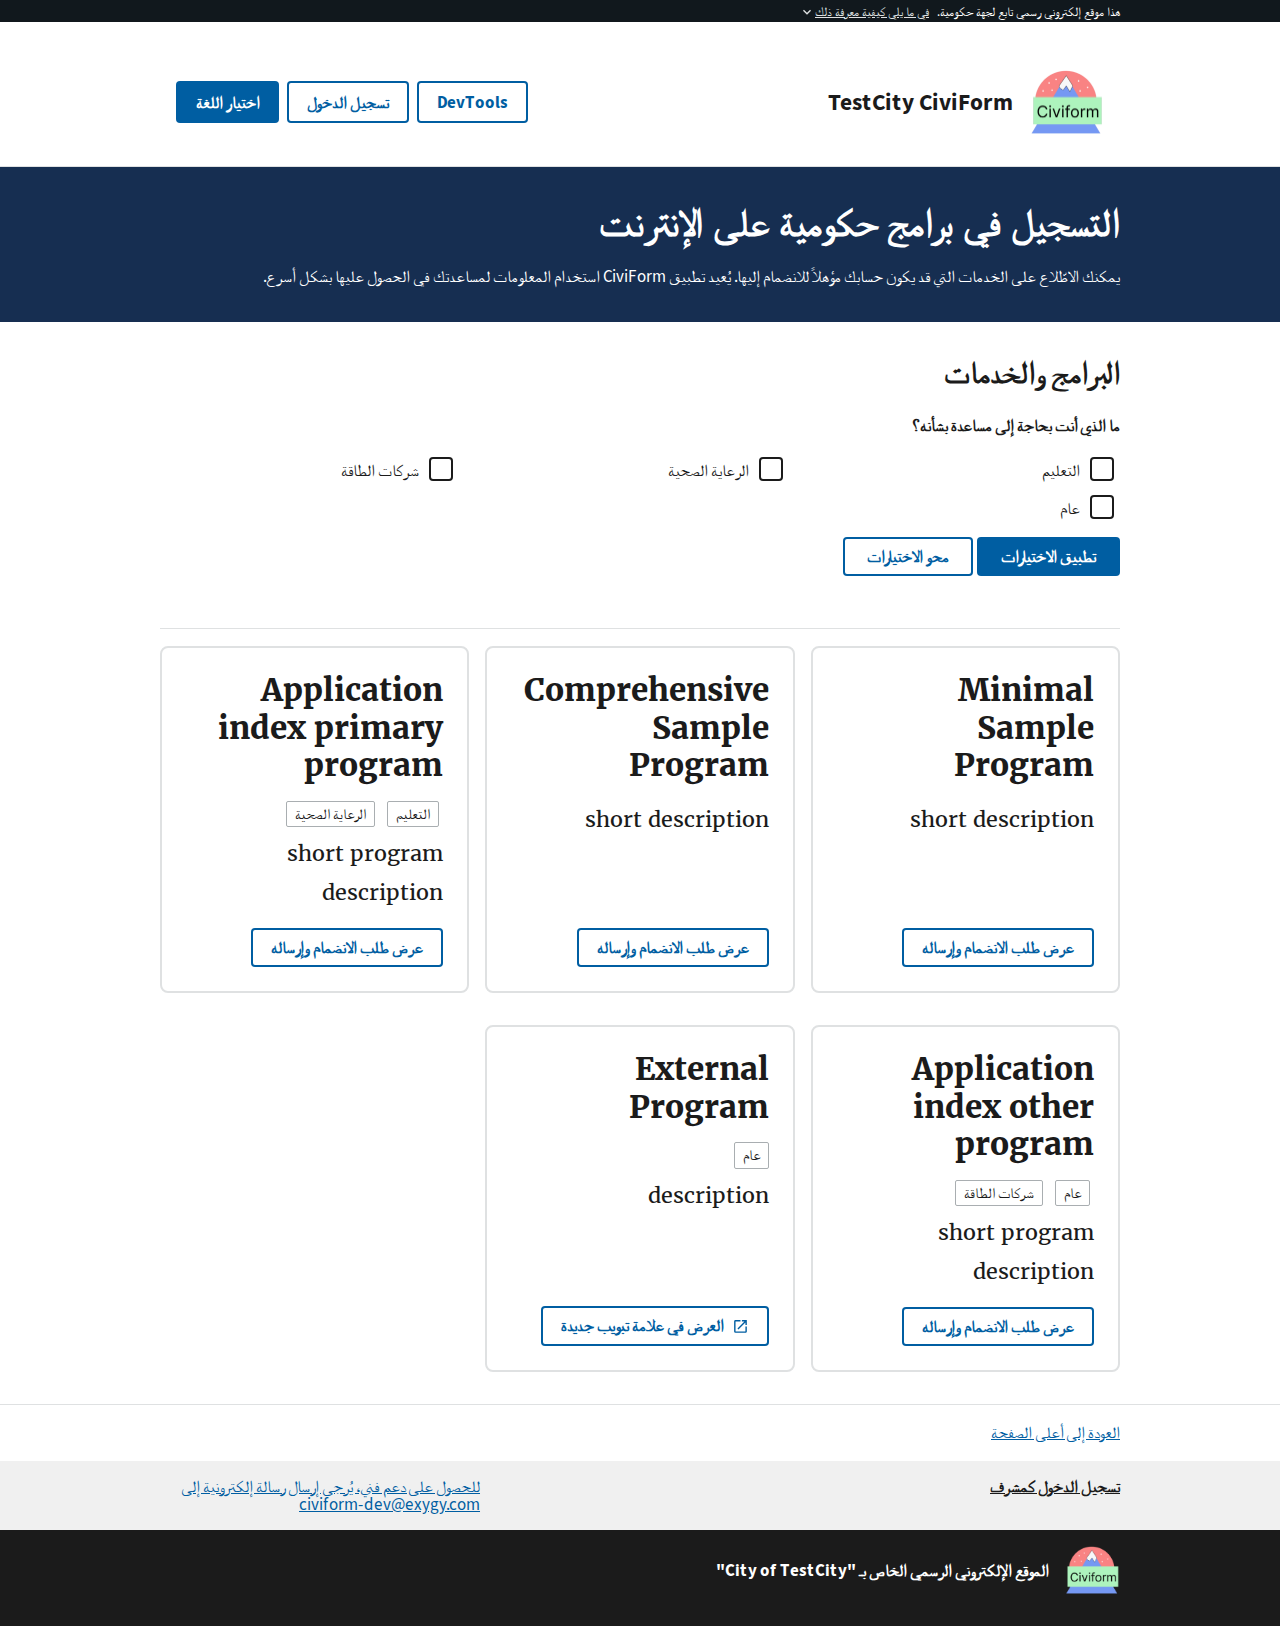 هذا موقع إلكتروني رسمي تابع لجهة حكومية. في ما يلي كيفية معرفة ذلك
Civiform
TestCity CiviForm
DevTools
تسجيل الدخول
اختيار اللغة
التسجيل في برامج حكومية على الإنترنت
يمكنك الاطّلاع على الخدمات التي قد يكون حسابك مؤهلاً للانضمام إليها. يُعيد تطبيق CiviForm استخدام المعلومات لمساعدتك في الحصول عليها بشكل أسرع.
البرامج والخدمات
ما الذي أنت بحاجة إلى مساعدة بشأنه؟
التعليم
الرعاية الصحية
شركات الطاقة
عام
تطبيق الاختيارات
محو الاختيارات
Minimal
Sample
Program
short description
عرض طلب الانضمام وإرساله
Comprehensive
Sample
Program
short description
عرض طلب الانضمام وإرساله
Application
index primary
program
التعليم
الرعاية الصحية
short program
description
عرض طلب الانضمام وإرساله
Application
index other
program
عام
شركات الطاقة
short program
description
عرض طلب الانضمام وإرساله
External
Program
عام
description
العرض في علامة تبويب جديدة
العودة إلى أعلى الصفحة
تسجيل الدخول كمشرف
للحصول على دعم فني، يُرجى إرسال رسالة إلكترونية إلى
civiform-dev@exygy.com
Civiform
الموقع الإلكتروني الرسمي الخاص بـ "City of TestCity"